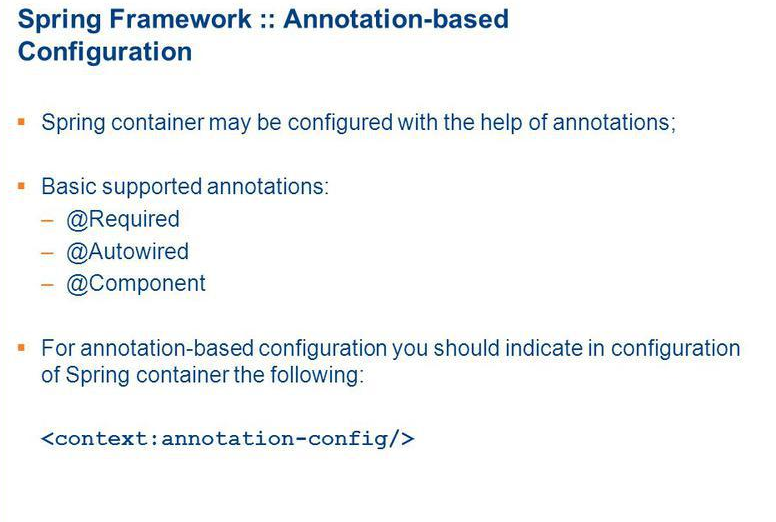 Spring Framework :: Annotation-based
Configuration
▪ Spring container may be configured with the help of annotations;
▪ Basic supported annotations:
– @Required
– @Autowired
– @Component
▪ For annotation-based configuration you should indicate in configuration
of Spring container the following:
<context:annotation-config/>